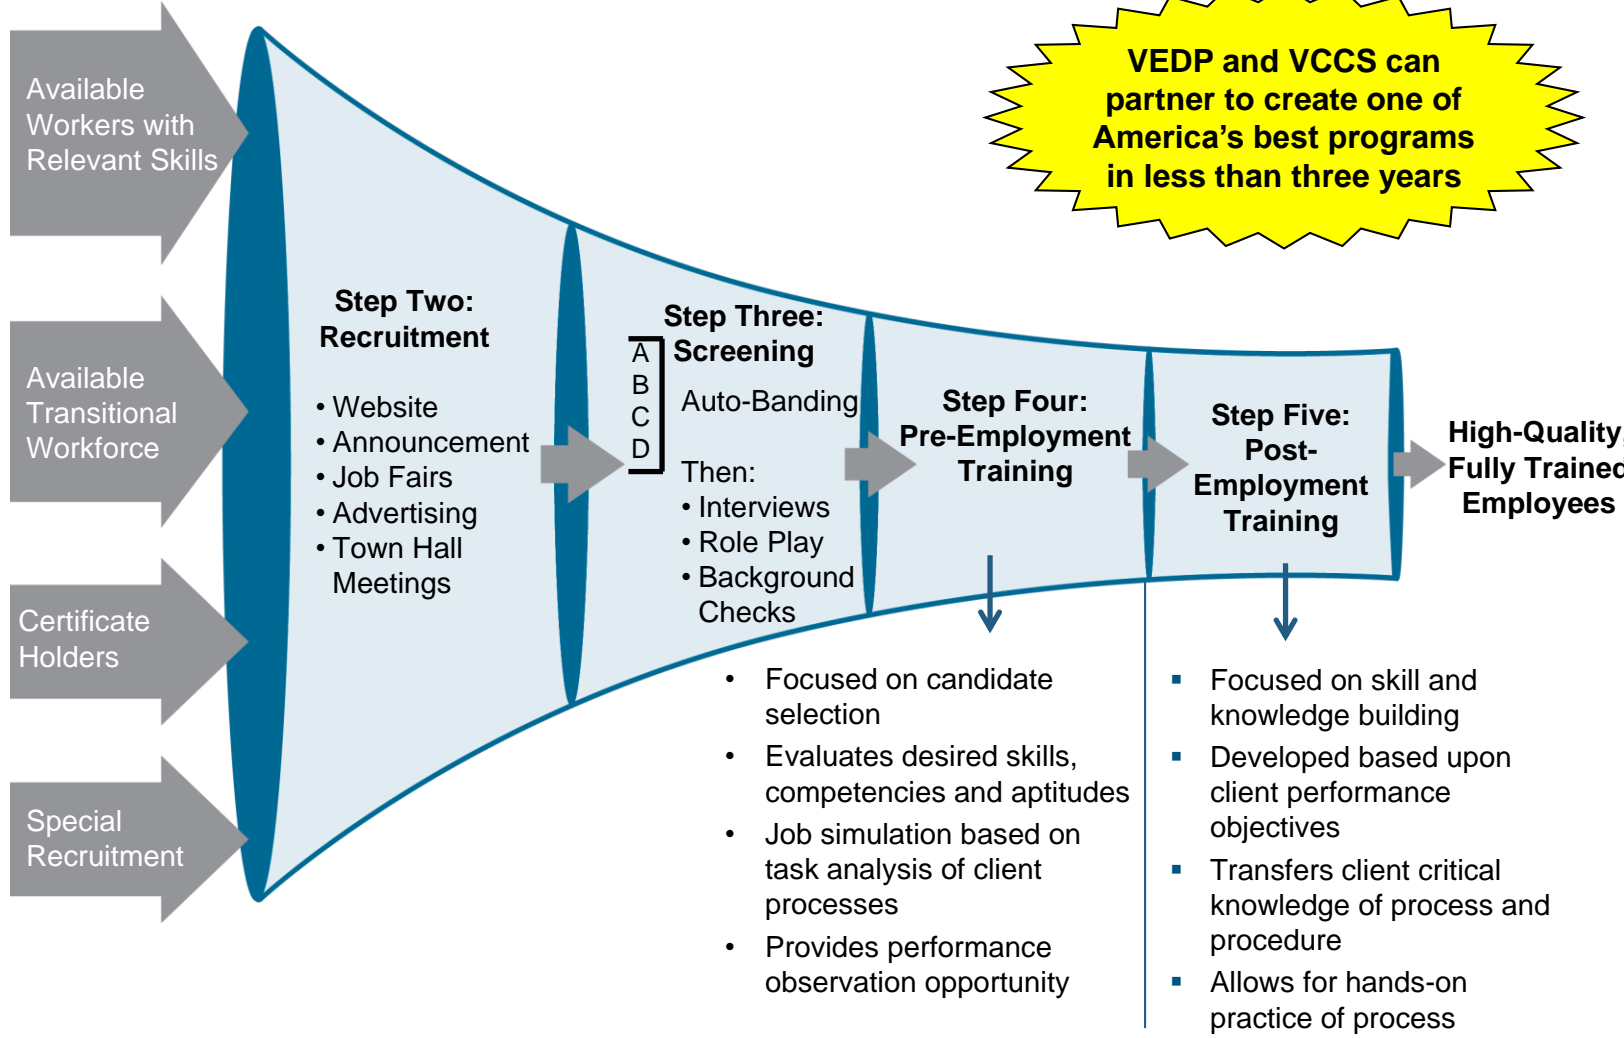 VEDP and VCCS can
partner to create one of
America's best programs
in less than three years
Available
Workers with
Relevant Skills
Available
Transitional
Workforce
Certificate
Holders
Special
Recruitment
Step Two:
Recruitment
• Website
• Announcement
• Job Fairs
• Advertising
• Town Hall
Meetings
Step Three:
Screening
A
B
C
D
Auto-Banding
Then:
• Interviews
• Role Play
• Background
Checks
Step Four:
Pre-Employment
Training
Step Five:
Post-
Employment
Training
High-Quality,
Fully Trained
Employees
• Focused on candidate
selection
• Evaluates desired skills,
competencies and aptitudes
• Job simulation based on
task analysis of client
processes
• Provides performance
observation opportunity
▪ Focused on skill and
knowledge building
▪ Developed based upon
client performance
objectives
▪ Transfers client critical
knowledge of process and
procedure
▪ Allows for hands-on
practice of process